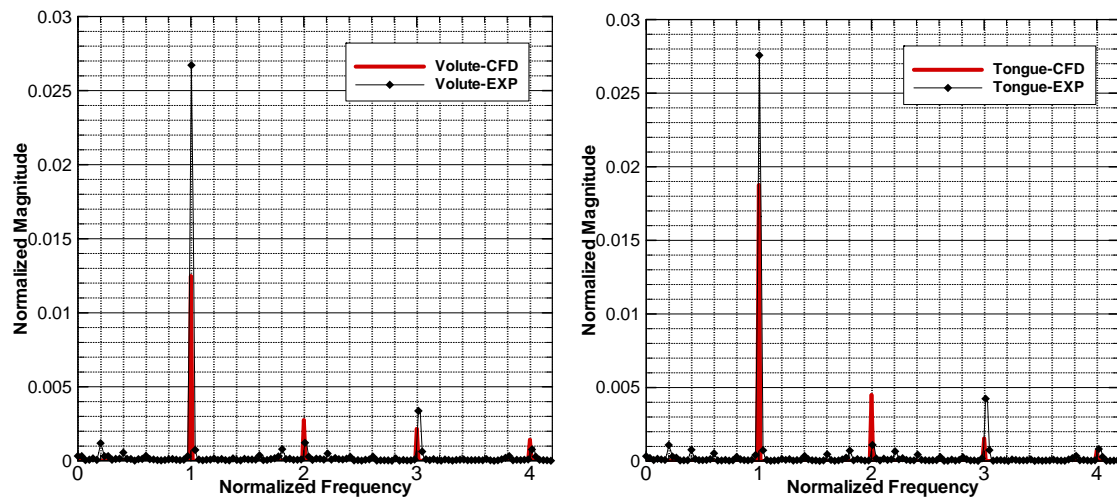 0.03
0.025
0.02
0.015
0.01
0.005
0
Normalized Magnitude
Volute-CFD
Volute-EXP
0 1 2 3 4
Normalized Frequency
0.03
0.025
0.02
0.015
0.01
0.005
0
Normalized Magnitude
Tongue-CFD
Tongue-EXP
0 1 2 3 4
Normalized Frequency